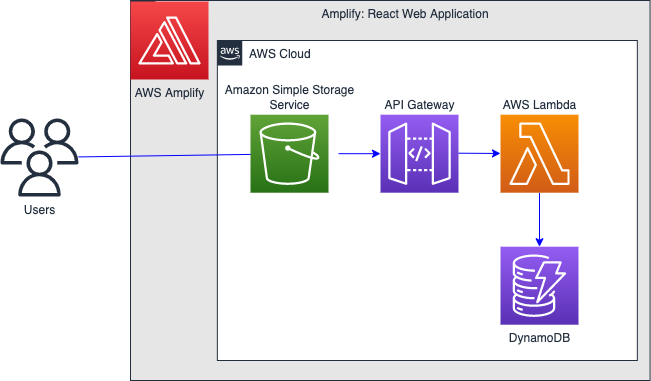 Amplify: React Web Application
aws
AWS Cloud
AWS Amplify
Amazon Simple Storage
Service
API Gateway
AWS Lambda
</>
Users
DynamoDB